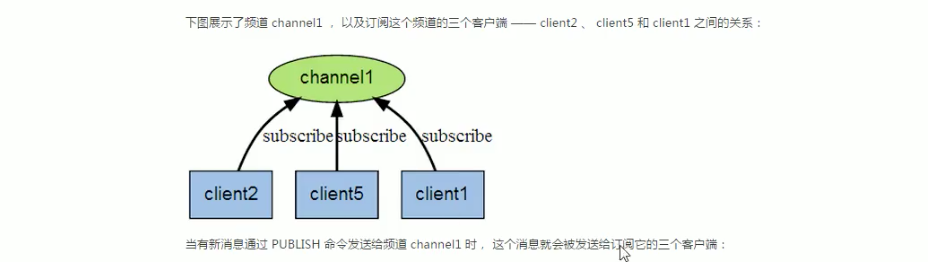 下图展示了频道 channel1 ， 以及订阅这个频道的三个客户端 —— client2 、 client5 和 client1 之间的关系：
channel1
subscribe subscribe subscribe
client2 client5 client1
当有新消息通过 PUBLISH 命令发送给频道 channel1 时， 这个消息就会被发送给订阅它的三个客户端：